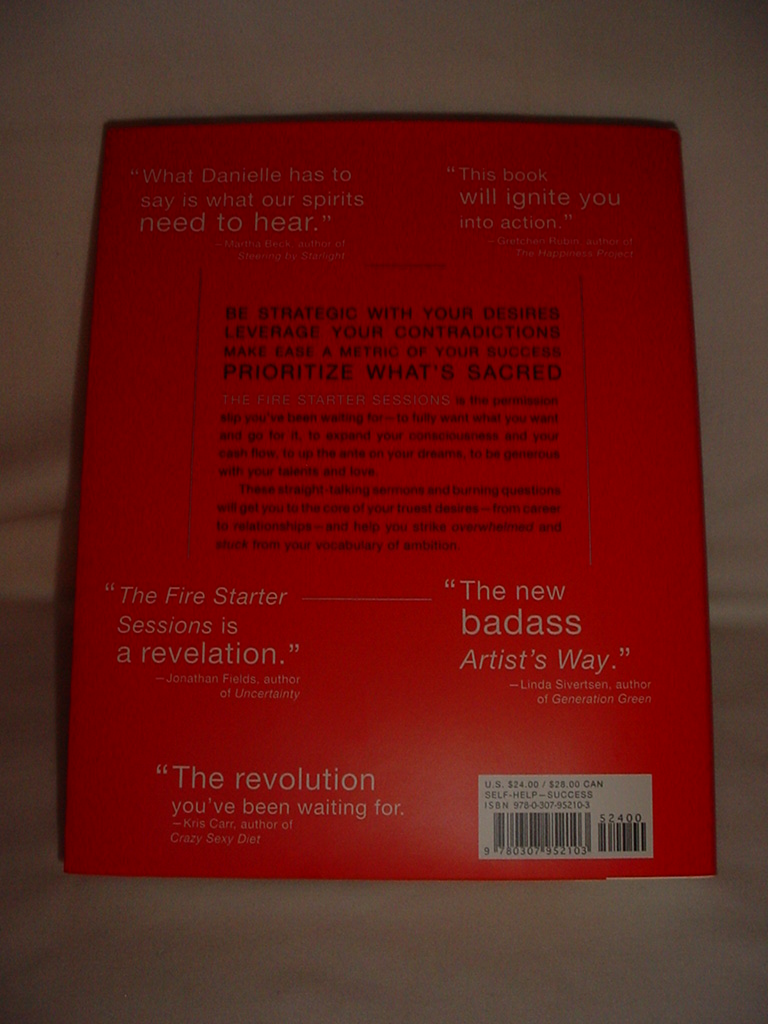 “What Danielle has to
say is what our spirits
need to hear.”
—Martha Beck, author of
Steering by Starlight
“This book
will ignite you
into action.”
—Gretchen Rubin, author of
The Happiness Project
BE STRATEGIC WITH YOUR DESIRES
LEVERAGE YOUR CONTRADICTIONS
MAKE EASE A METRIC OF YOUR SUCCESS
PRIORITIZE WHAT'S SACRED
THE FIRE STARTER SESSIONS is the permission
slip you've been waiting for—to fully want what you want
and go for it, to expand your consciousness and your
cash flow, to up the ante on your dreams, to be generous
with your talents and love.
These straight-talking sermons and burning questions
will get you to the core of your truest desires—from career
to relationships—and help you strike overwhelmed and
stuck from your vocabulary of ambition.
“The Fire Starter
Sessions is
a revelation.”
—Jonathan Fields, author
of Uncertainty
“The new
badass
Artist's Way.”
—Linda Sivertsen, author
of Generation Green
“The revolution
you've been waiting for.
—Kris Carr, author of
Crazy Sexy Diet
U.S. $24.00 / $28.00 CAN
SELF-HELP—SUCCESS
ISBN 978-0-307-95210-3
52400
9 780307 952103